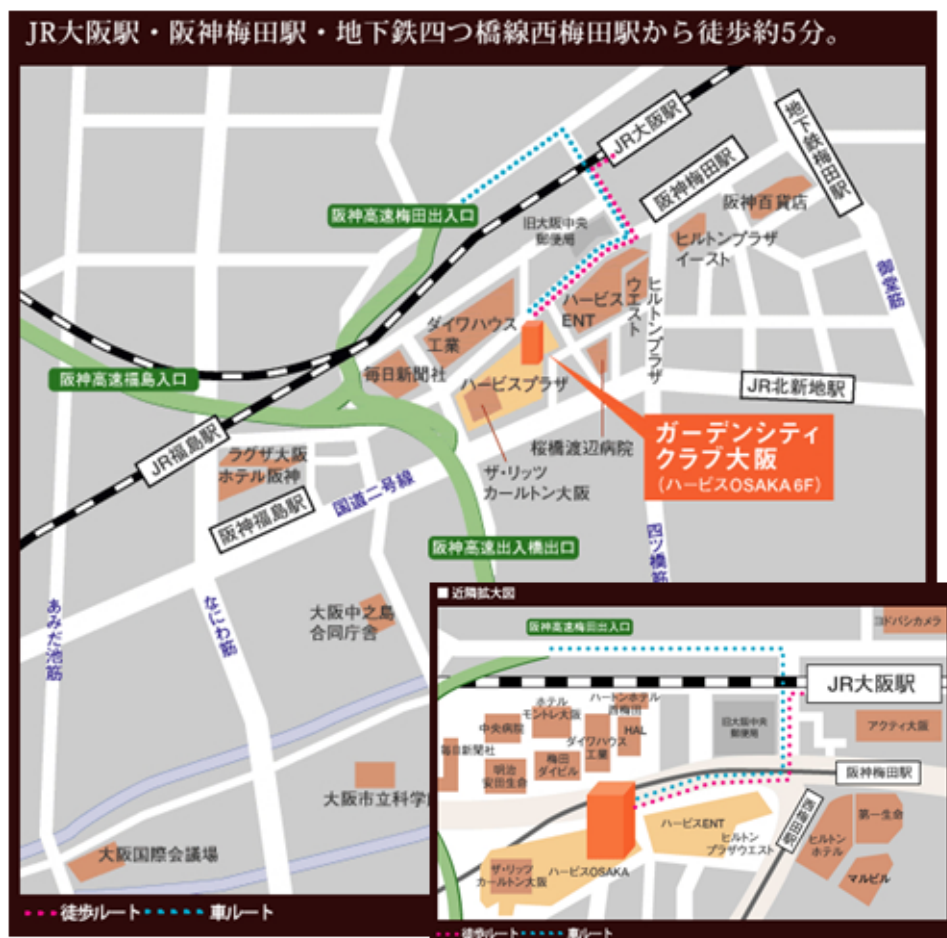 JR大阪駅・阪神梅田駅・地下鉄四つ橋線西梅田駅から徒歩約5分。
JR大阪駅
地下鉄梅田駅
阪神梅田駅
阪神百貨店
阪神高速梅田出入口
旧大阪中央
郵便局
ヒルトンプラザ
イースト
御堂筋
ハービス
ENT
ヒルトンプラザ
ウエスト
ダイワハウス
工業
毎日新聞社
ハービスプラザ
阪神高速福島入口
JR北新地駅
ガーデンシティ
クラブ大阪
(ハービスOSAKA 6F)
桜橋渡辺病院
ザ・リッツ
カールトン大阪
JR福島駅
ラグザ大阪
ホテル阪神
国道二号線
阪神福島駅
阪神高速出入橋出口
四ツ橋筋
あみだ池筋
なにわ筋
大阪中之島
合同庁舎
大阪市立科学
大阪国際会議場
徒歩ルート
車ルート
■ 近隣拡大図
阪神高速梅田出入口
ヨドバシカメラ
JR大阪駅
ホテル
モントレ大阪
ハートンホテル
西梅田
中央病院
HAL
旧大阪中央
郵便局
アクティ大阪
毎日新聞社
ダイワハウス
工業
明治
安田生命
梅田
ダイビル
阪神梅田駅
西梅田駅
ハービスENT
ヒルトン
プラザウエスト
ヒルトン
ホテル
第一生命
マルビル
ザ・リッツ
カールトン大阪
ハービスOSAKA
徒歩ルート
車ルート